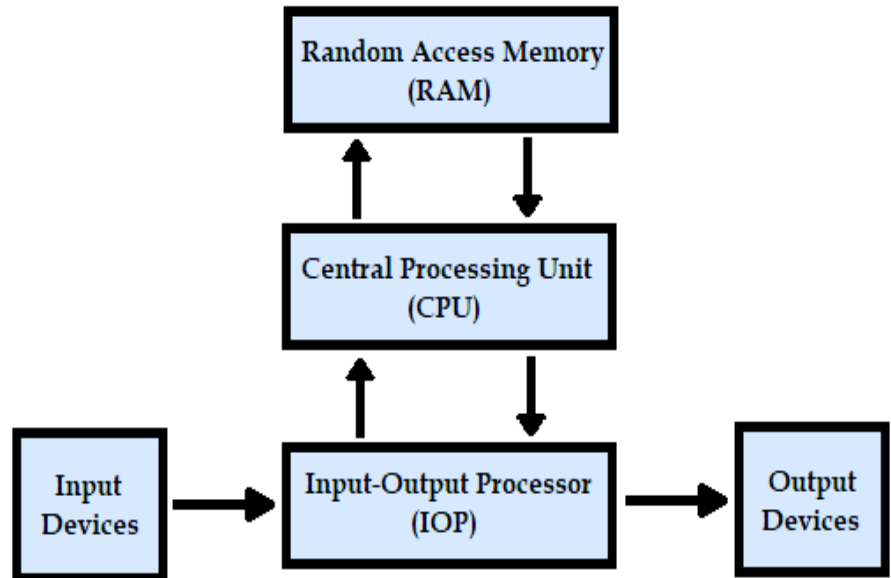 Random Access Memory
(RAM)
Central Processing Unit
(CPU)
Input
Devices
Input-Output Processor
(IOP)
Output
Devices